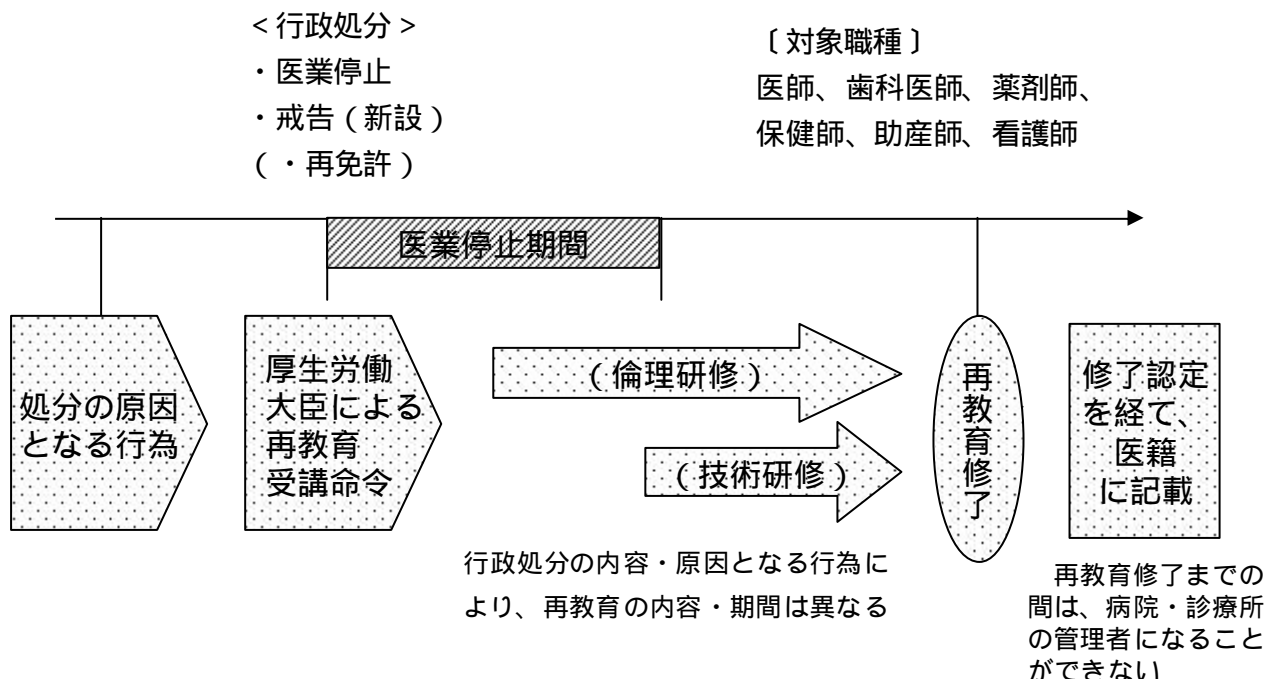 <行政処分>
・医業停止
・戒告(新設)
(・再免許)
〔対象職種〕
医師、歯科医師、薬剤師、
保健師、助産師、看護師
医業停止期間
処分の原因
となる行為
厚生労働
大臣による
再教育
受講命令
(倫理研修)
(技術研修)
再教育修了
修了認定
を経て、
医籍
に記載
行政処分の内容・原因となる行為に
より、再教育の内容・期間は異なる
再教育修了までの
間は、病院・診療所
の管理者になること
ができない